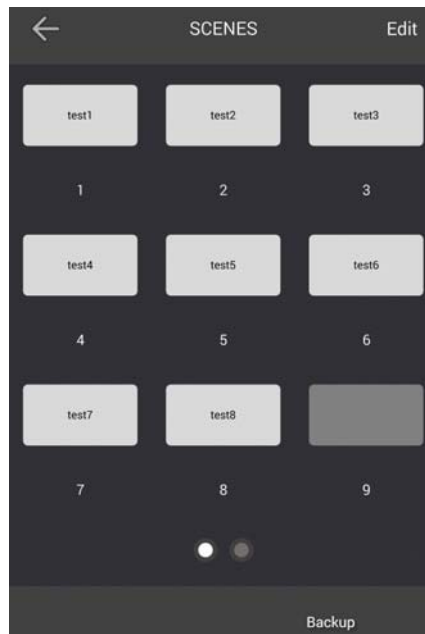 SCENES Edit
test1 test2 test3
1 2 3
test4 test5 test6
4 5 6
test7 test8
7 8 9
Backup